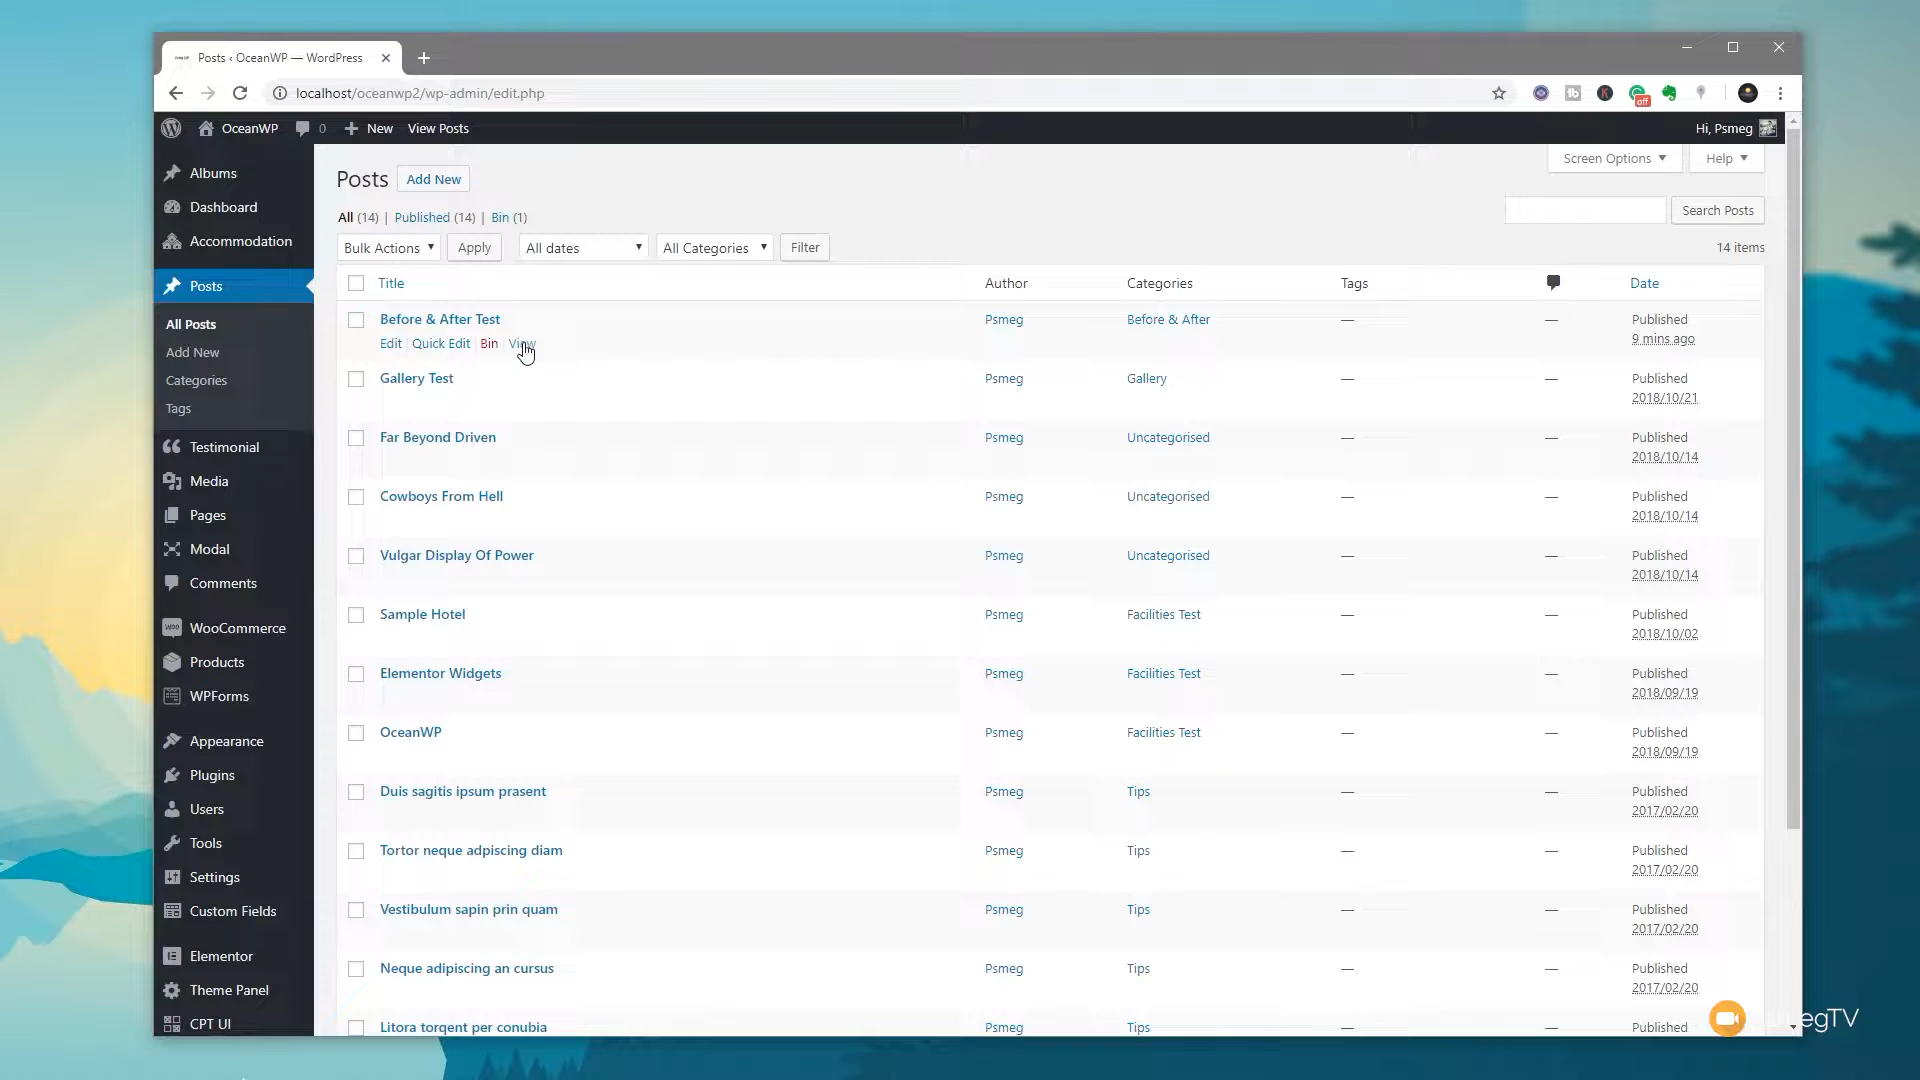 Posts ‹ OceanWP — WordPress
localhost/oceanwp2/wp-admin/edit.php
off
OceanWP 0 New View Posts Hi, Psmeg
Screen Options Help
Albums
Dashboard
Accommodation
Posts
All Posts
Add New
Categories
Tags
Testimonial
Media
Pages
Modal
Comments
WooCommerce
Products
WPForms
Appearance
Plugins
Users
Tools
Settings
Custom Fields
Elementor
Theme Panel
CPT UI
Posts Add New
All (14) | Published (14) | Bin (1)
Search Posts
Bulk Actions Apply All dates All Categories Filter 14 items
Title Author Categories Tags Date
Before & After Test Psmeg Before & After — — Published
Edit | Quick Edit | Bin | View 9 mins ago
Gallery Test Psmeg Gallery — — Published
2018/10/21
Far Beyond Driven Psmeg Uncategorised — — Published
2018/10/14
Cowboys From Hell Psmeg Uncategorised — — Published
2018/10/14
Vulgar Display Of Power Psmeg Uncategorised — — Published
2018/10/14
Sample Hotel Psmeg Facilities Test — — Published
2018/10/02
Elementor Widgets Psmeg Facilities Test — — Published
2018/09/19
OceanWP Psmeg Facilities Test — — Published
2018/09/19
Duis sagitis ipsum prasent Psmeg Tips — — Published
2017/02/20
Tortor neque adpiscing diam Psmeg Tips — — Published
2017/02/20
Vestibulum sapin prin quam Psmeg Tips — — Published
2017/02/20
Neque adipiscing an cursus Psmeg Tips — — Published
2017/02/20
Litora torqent per conubia Psmeg Tips — — Published